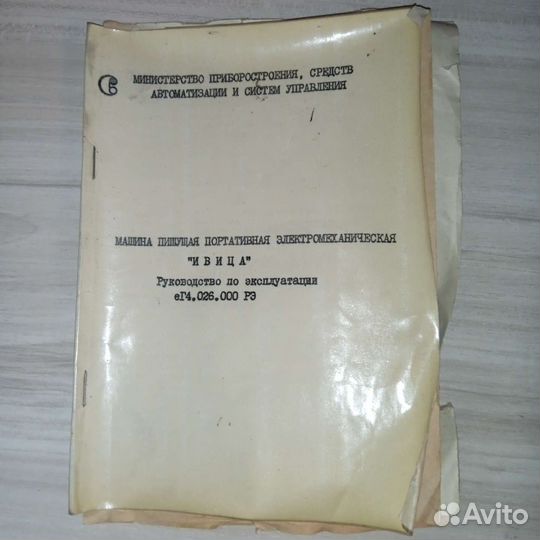 МИНИСТЕРСТВО ПРИБОРОСТРОЕНИЯ, СРЕДСТВ
АВТОМАТИЗАЦИИ И СИСТЕМ УПРАВЛЕНИЯ
МАШИНА ПИШУЩАЯ ПОРТАТИВНАЯ ЭЛЕКТРОМЕХАНИЧЕСКАЯ
"ИВИЦА"
Руководство по эксплуатации
еГ4.026.000 РЭ
Avito